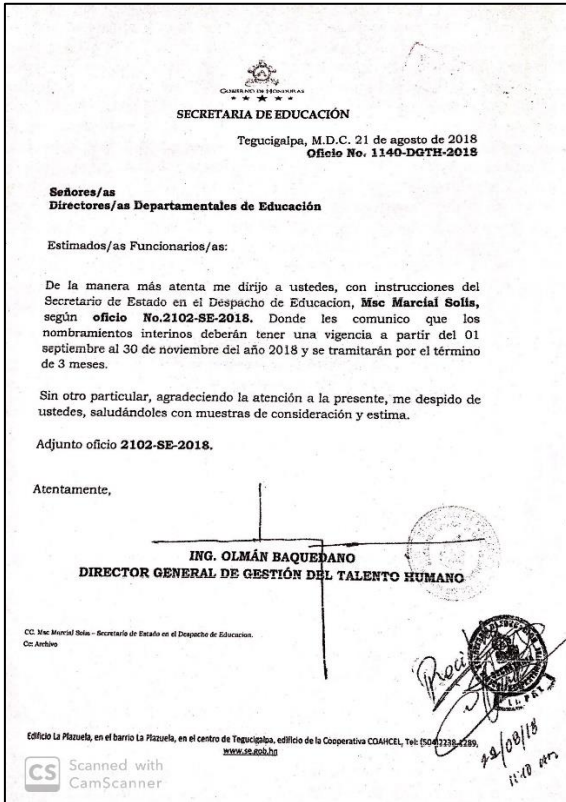 GOBIERNO DE HONDURAS
SECRETARIA DE EDUCACIÓN
Tegucigalpa, M.D.C. 21 de agosto de 2018
Oficio No. 1140-DGTH-2018
Señores/as
Directores/as Departamentales de Educación
Estimados/as Funcionarios/as:
De la manera más atenta me dirijo a ustedes, con instrucciones del
Secretario de Estado en el Despacho de Educacion, Msc Marcial Solís,
según oficio No.2102-SE-2018. Donde les comunico que los
nombramientos interinos deberán tener una vigencia a partir del 01
septiembre al 30 de noviembre del año 2018 y se tramitarán por el término
de 3 meses.
Sin otro particular, agradeciendo la atención a la presente, me despido de
ustedes, saludándoles con muestras de consideración y estima.
Adjunto oficio 2102-SE-2018.
Atentamente,
ING. OLMÁN BAQUEDANO
DIRECTOR GENERAL DE GESTIÓN DEL TALENTO HUMANO
CC. Msc Marcial Solis – Secretario de Estado en el Despacho de Educacion.
Cc: Archivo
Edificio La Plazuela, en el barrio La Plazuela, en el centro de Tegucigalpa, edificio de la Cooperativa COAHCEL, Tel: (504)2238-4289,
www.se.gob.hn
11:10 am
CS Scanned with
CamScanner